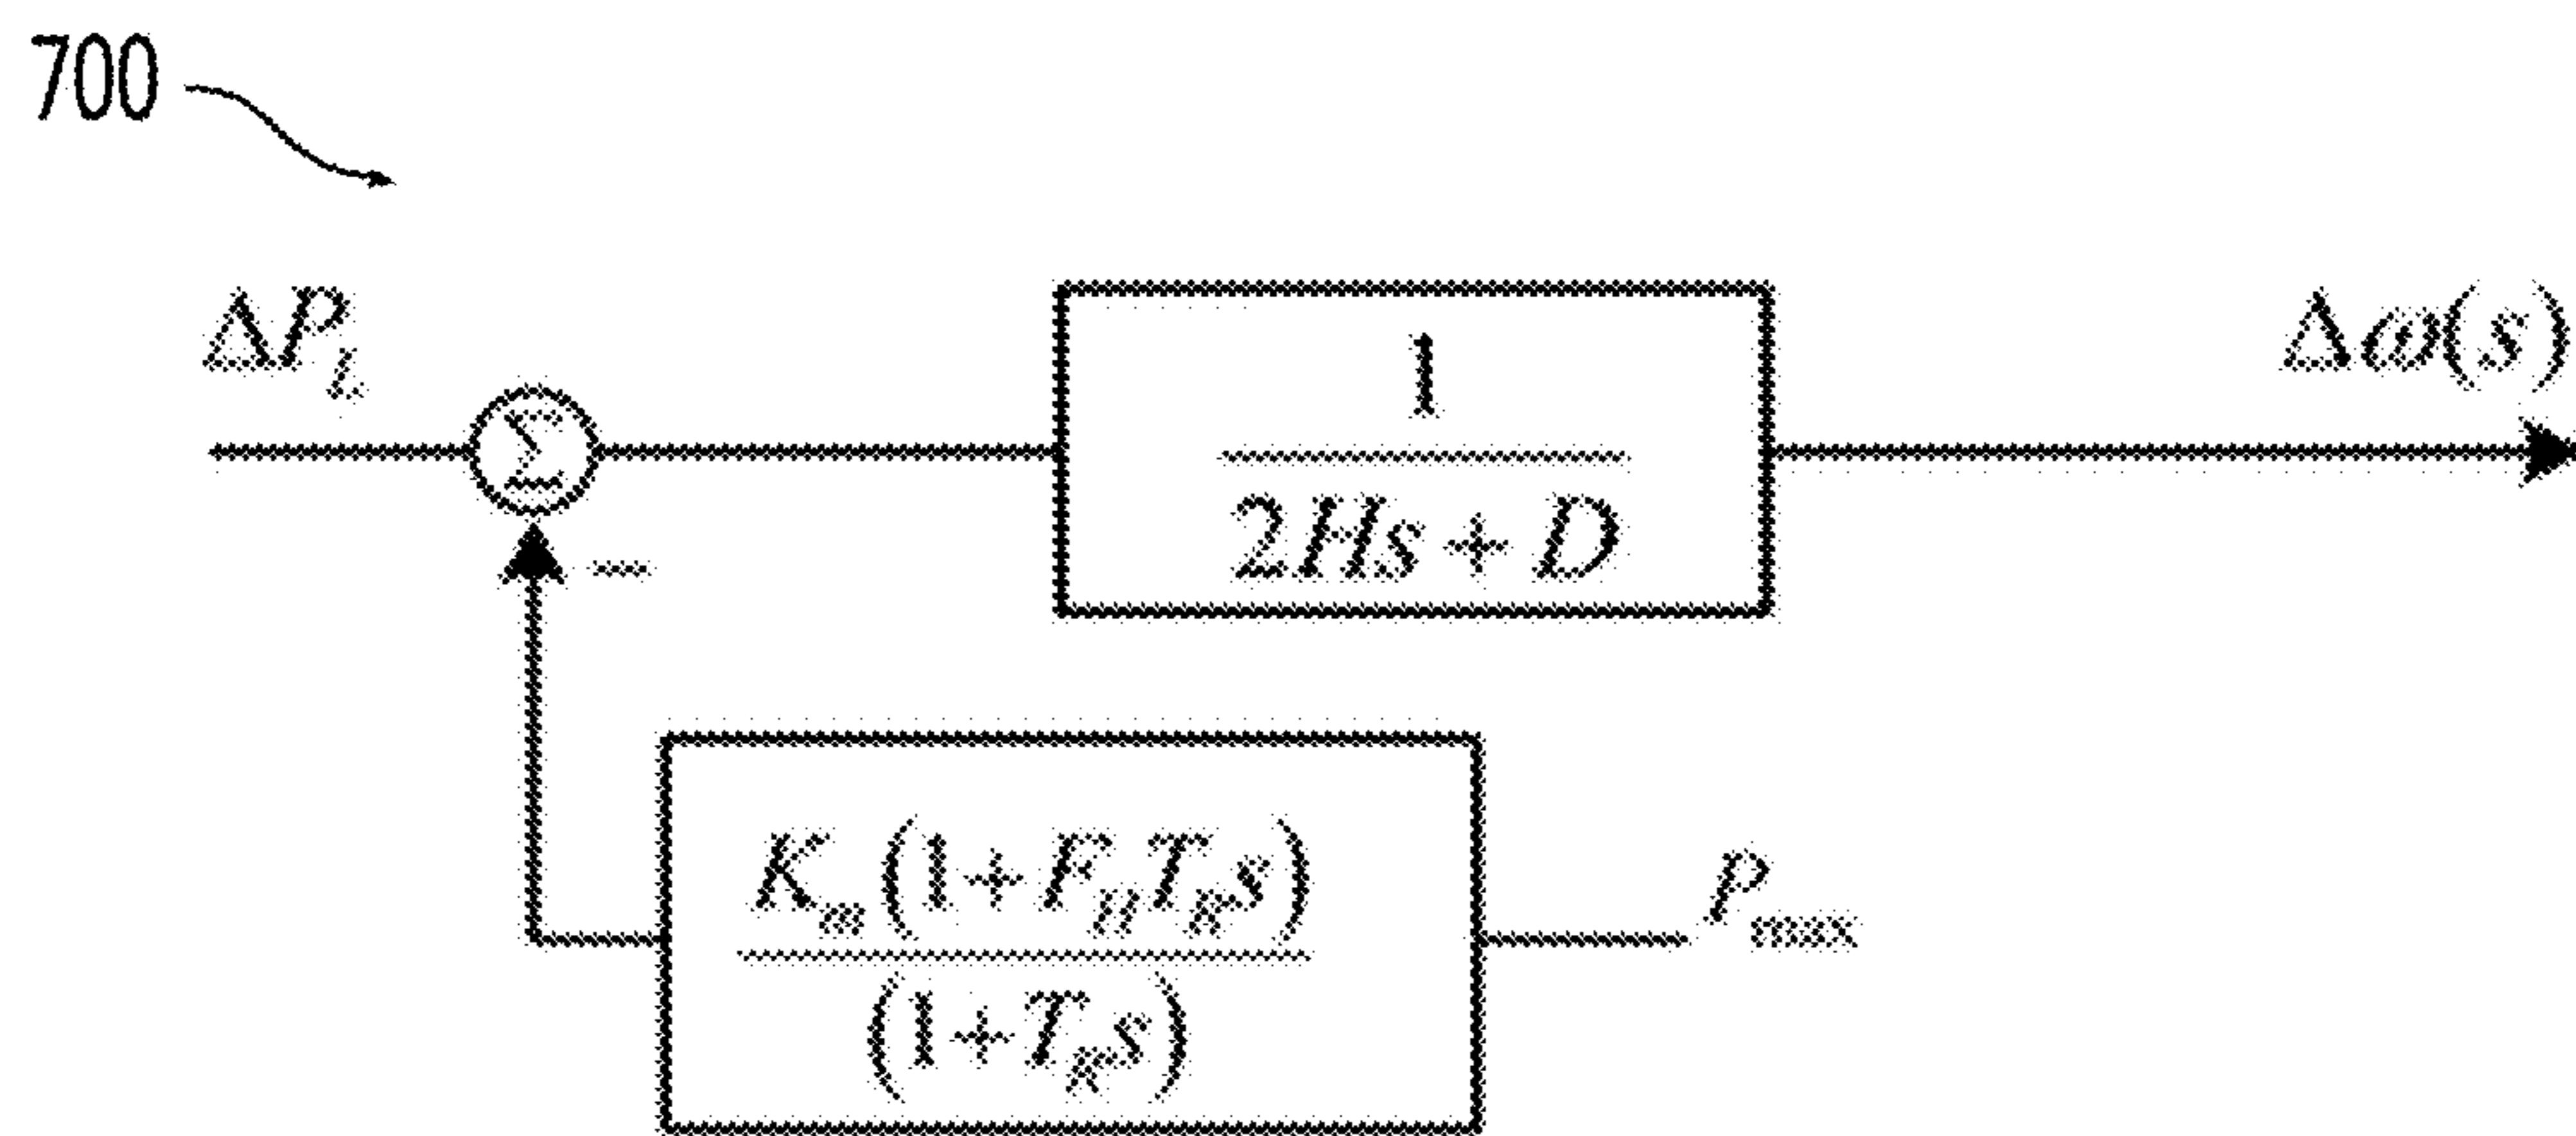 700
ΔP_L
Σ
1
2Hs + D
Δω(s)
−
K_m(1+F_H T_R s)
(1+T_R s)
P_max